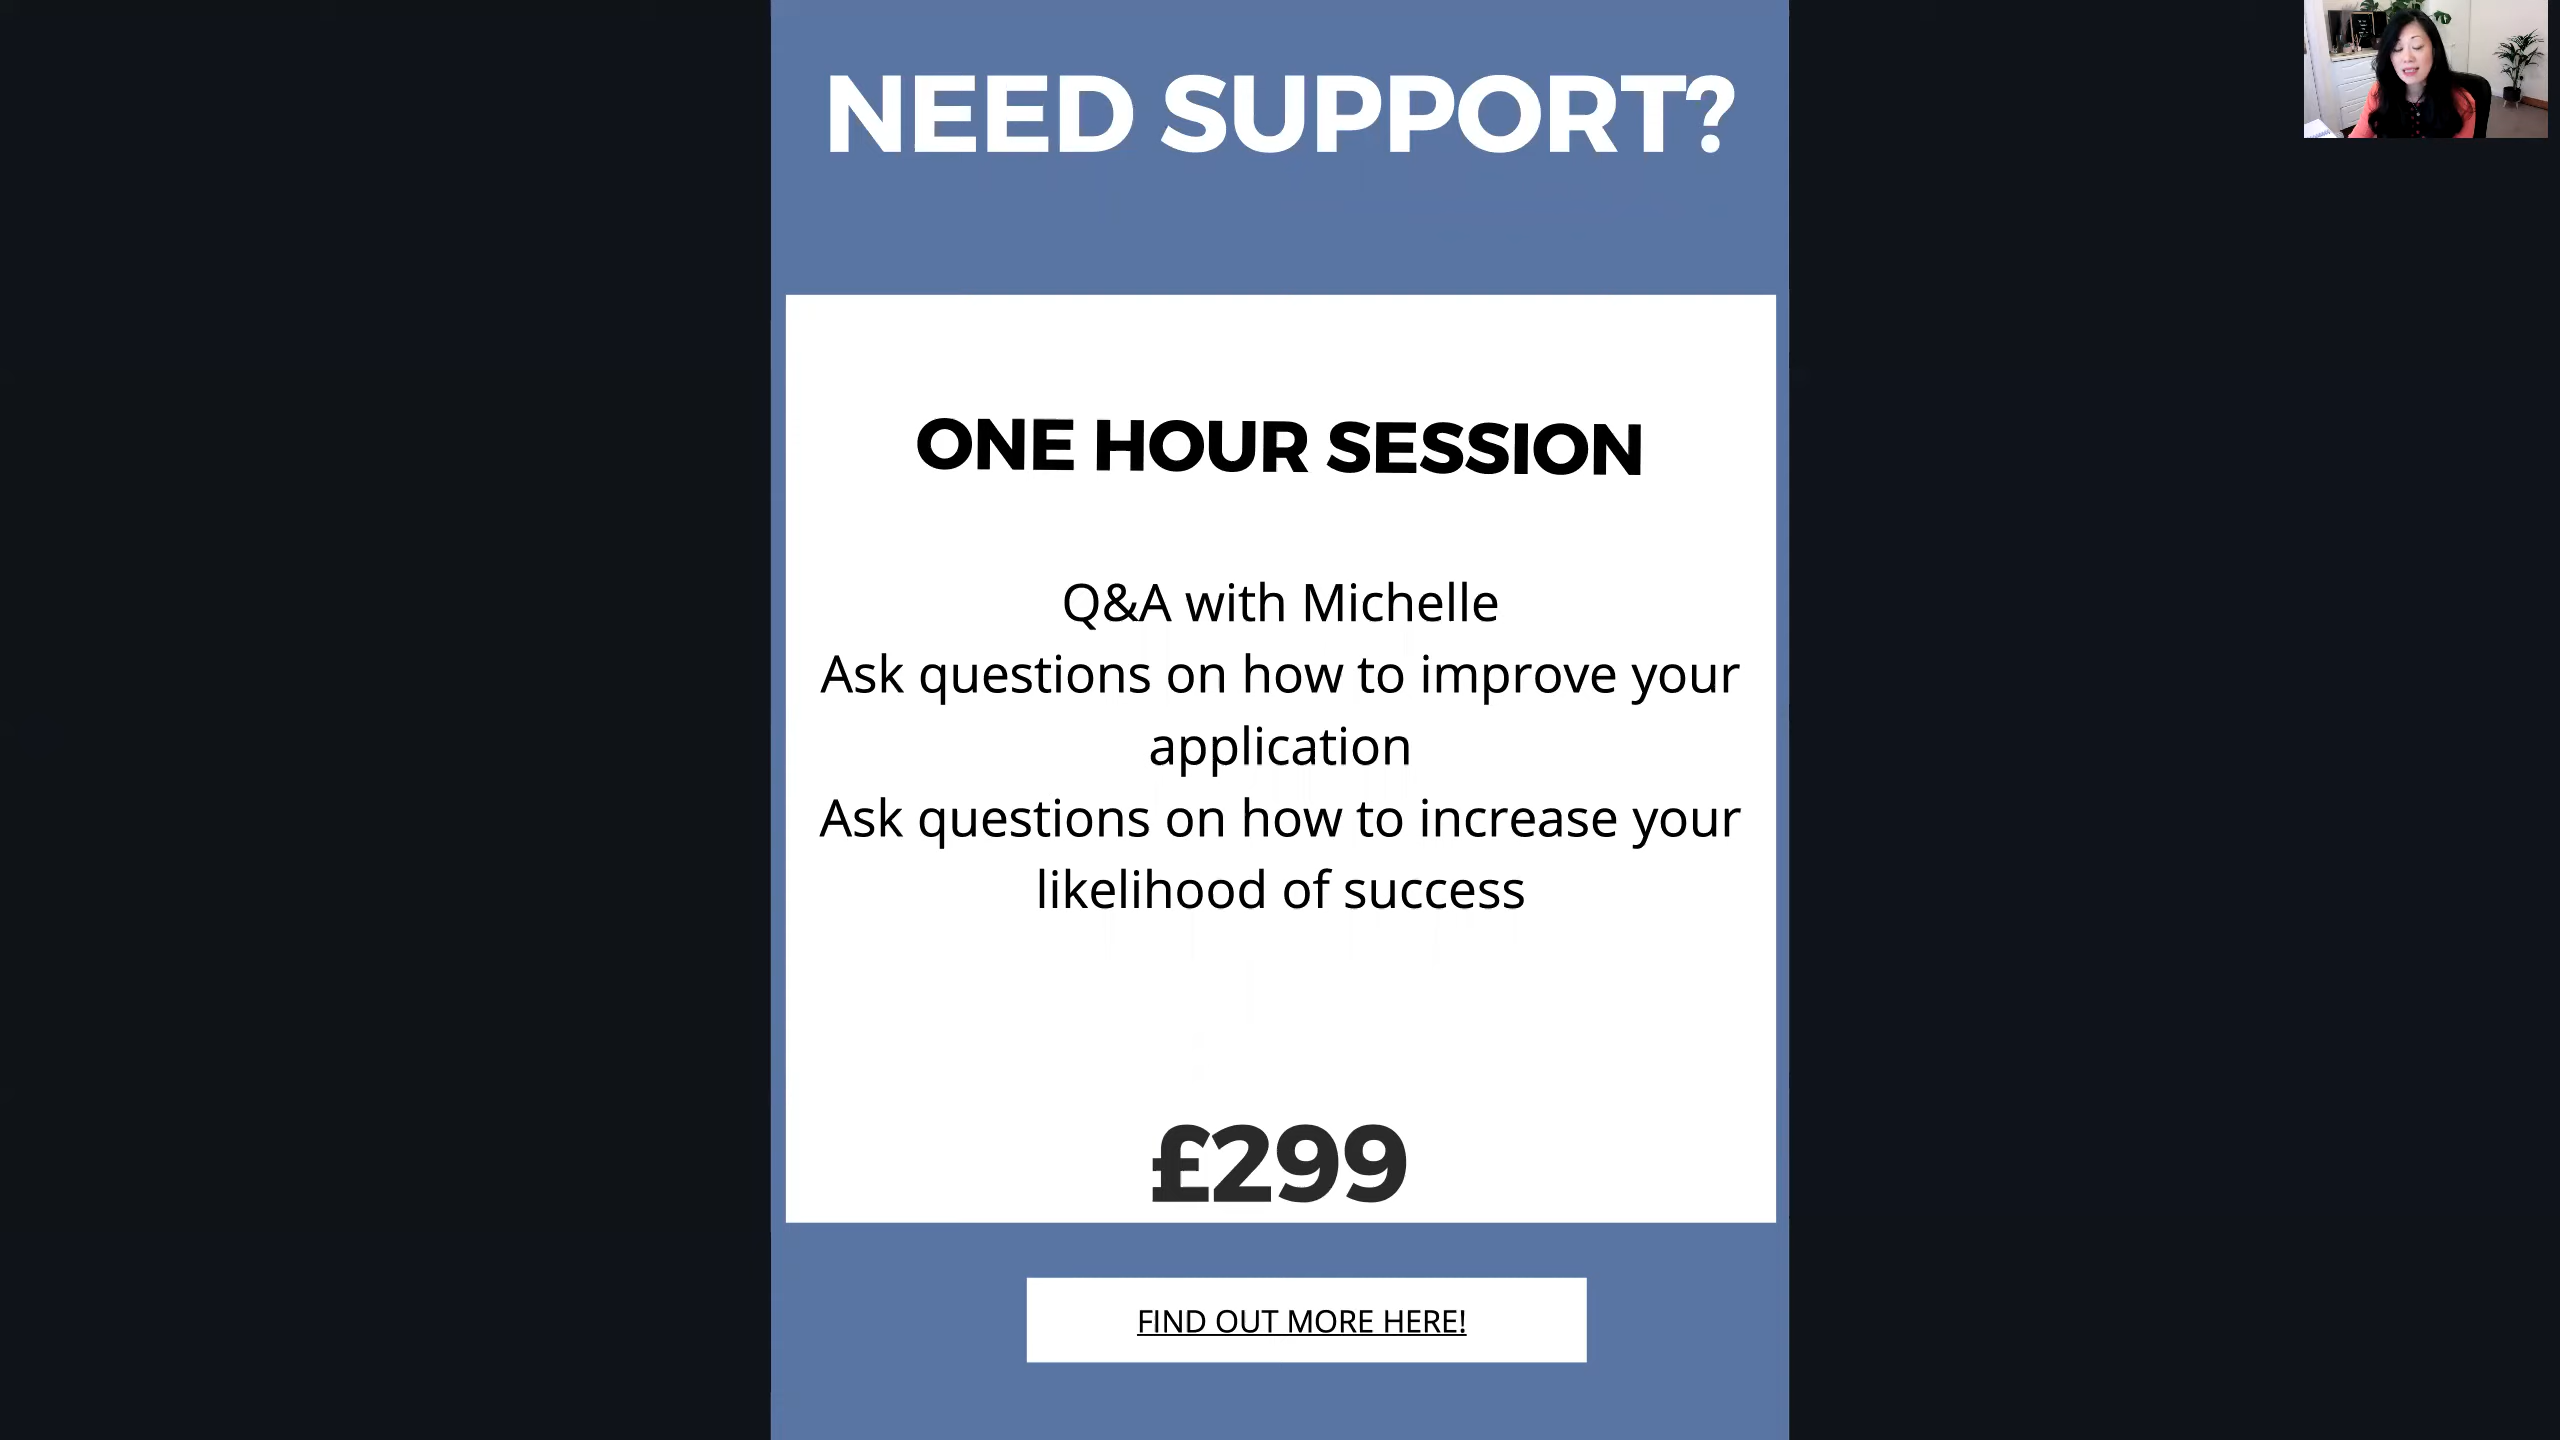 NEED SUPPORT?
ONE HOUR SESSION
Q&A with Michelle
Ask questions on how to improve your
application
Ask questions on how to increase your
likelihood of success
£299
FIND OUT MORE HERE!